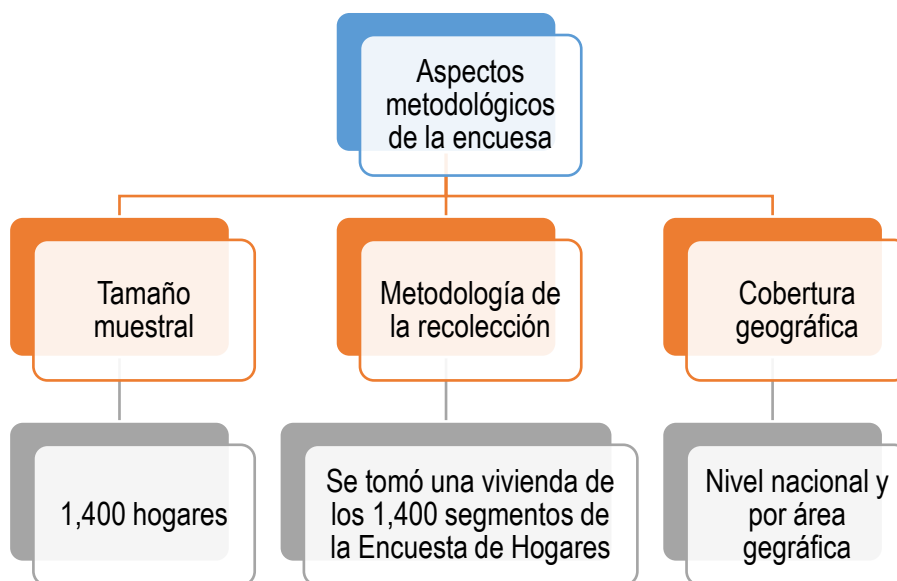 Aspectos
metodológicos
de la encuesa
Tamaño
muestral
Metodología de
la recolección
Cobertura
geográfica
1,400 hogares
Se tomó una vivienda de
los 1,400 segmentos de
la Encuesta de Hogares
Nivel nacional y
por área
gegráfica